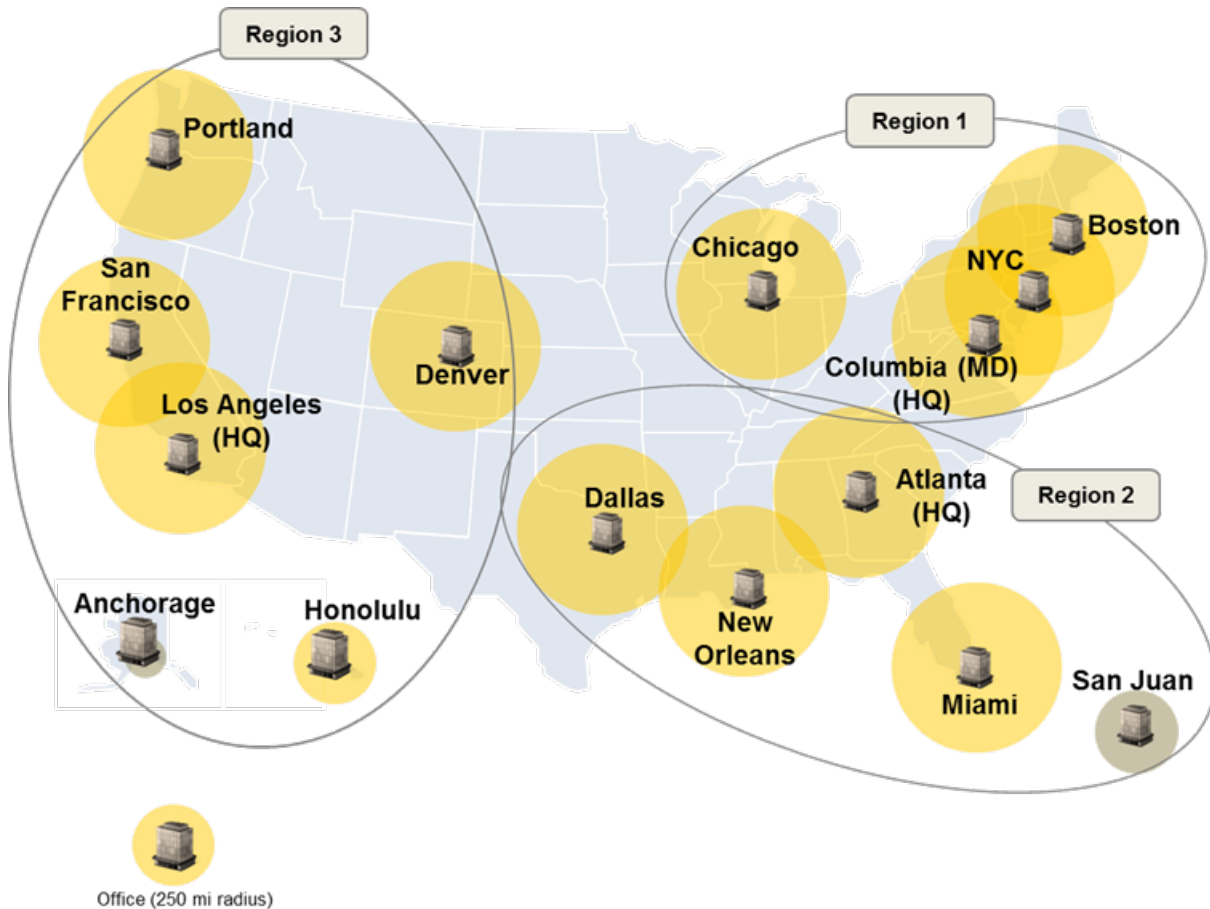 Region 3
Portland
San
Francisco
Los Angeles
(HQ)
Denver
Anchorage
Honolulu
Region 1
Chicago
Boston
NYC
Columbia (MD)
(HQ)
Region 2
Dallas
Atlanta
(HQ)
New
Orleans
Miami
San Juan
Office (250 mi radius)